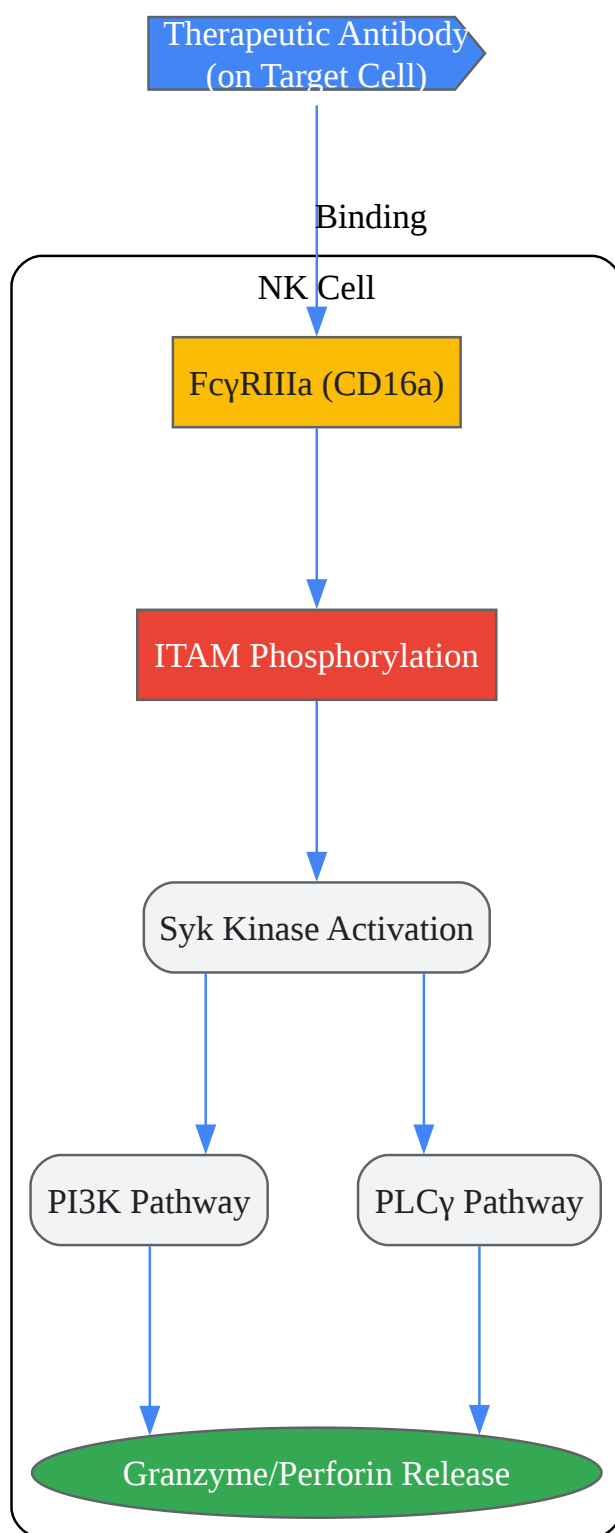 Therapeutic Antibody
(on Target Cell)
Binding
NK Cell
FcγRIIIa (CD16a)
ITAM Phosphorylation
Syk Kinase Activation
PI3K Pathway
PLCγ Pathway
Granzyme/Perforin Release